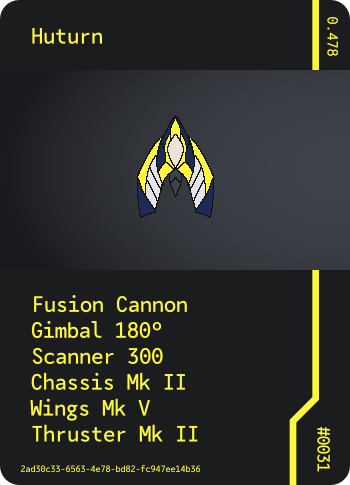 Huturn
0.478
Fusion Cannon
Gimbal 180°
Scanner 300
Chassis Mk II
Wings Mk V
Thruster Mk II
#0031
2ad30c33-6563-4e78-bd82-fc947ee14b36